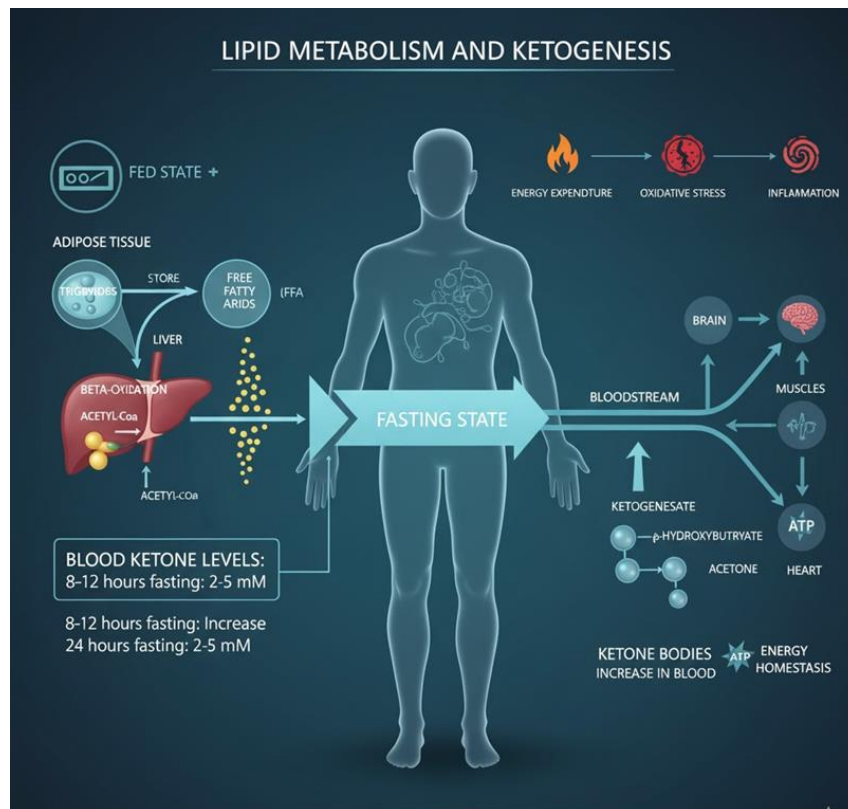 LIPID METABOLISM AND KETOGENESIS
FED STATE +
ENERGY EXPENDTURE
OXIDATIVE STRESS
INFLAMMATION
ADIPOSE TISSUE
STORE
FREE
FATTY
ARIDS
(FFA
LIVER
BETA-OXIDATION
ACETYL-Coa
ACETYL-COa
FASTING STATE
BLOODSTREAM
BRAIN
MUSCLES
KETOGENESATE
β-HYDROXYBUTRYATE
ACETONE
ATP
HEART
BLOOD KETONE LEVELS:
8-12 hours fasting: 2-5 mM
8-12 hours fasting: Increase
24 hours fasting: 2-5 mM
KETONE BODIES
INCREASE IN BLOOD
ATP
ENERGY
HOMESTASIS